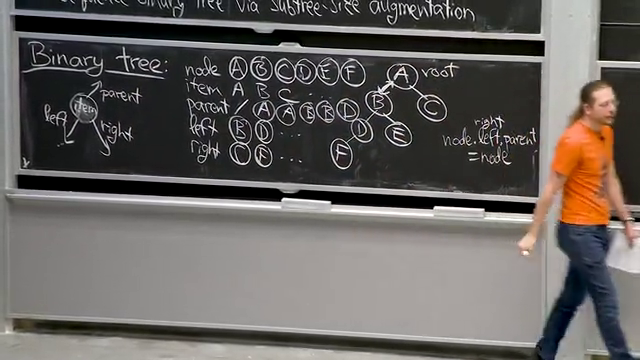 sequence binary tree via subtree-size augmentation
Binary tree:
item
parent
left
right
node A B C D E F
item A B C ...
parent / A A B B D
left B D ...
right C E ...
A root
B
C
D
E
F
right
node.left.parent
= node